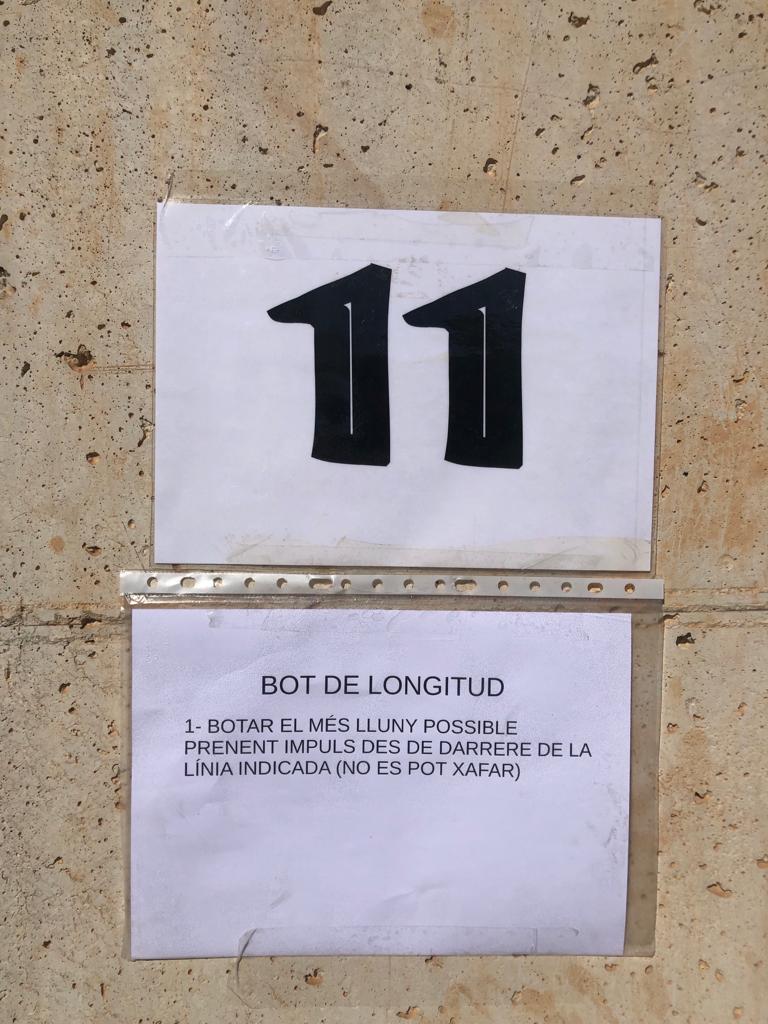 11
BOT DE LONGITUD
1- BOTAR EL MÉS LLUNY POSSIBLE
PRENENT IMPULS DES DE DARRERE DE LA
LÍNIA INDICADA (NO ES POT XAFAR)